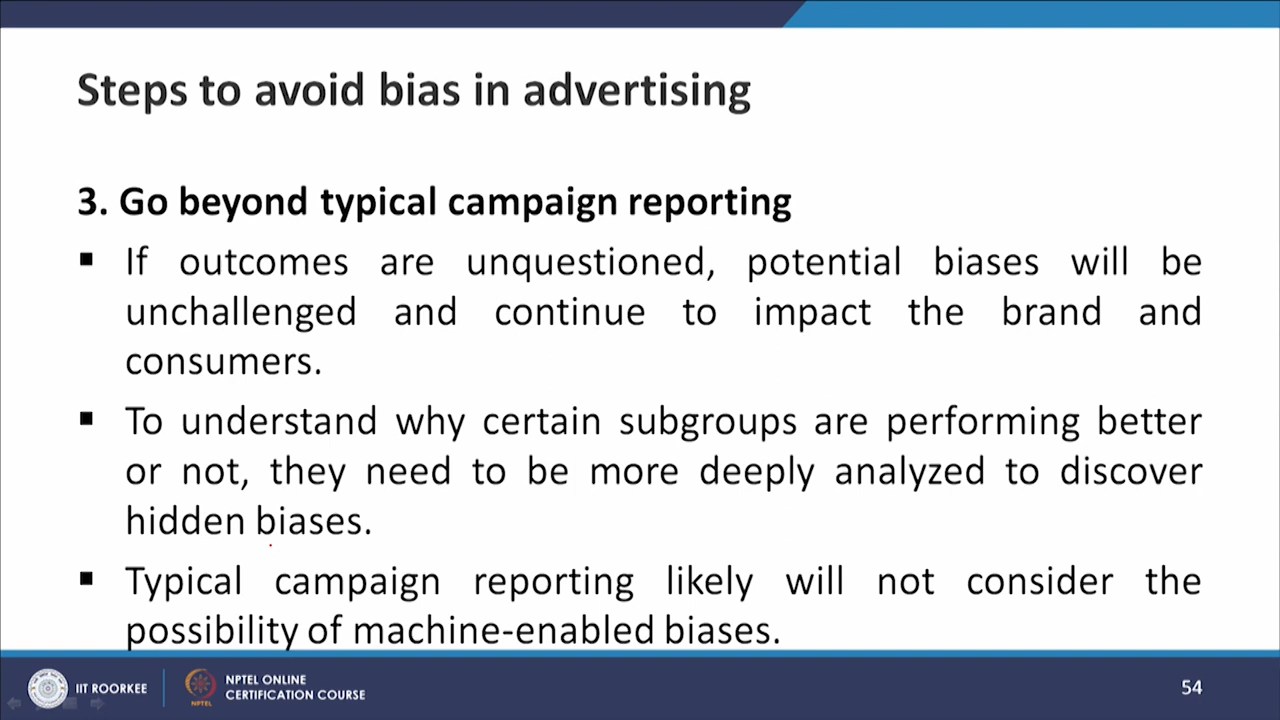 Steps to avoid bias in advertising
3. Go beyond typical campaign reporting
▪ If outcomes are unquestioned, potential biases will be
unchallenged and continue to impact the brand and
consumers.
▪ To understand why certain subgroups are performing better
or not, they need to be more deeply analyzed to discover
hidden biases.
▪ Typical campaign reporting likely will not consider the
possibility of machine-enabled biases.
IIT ROORKEE
NPTEL
NPTEL ONLINE
CERTIFICATION COURSE
54